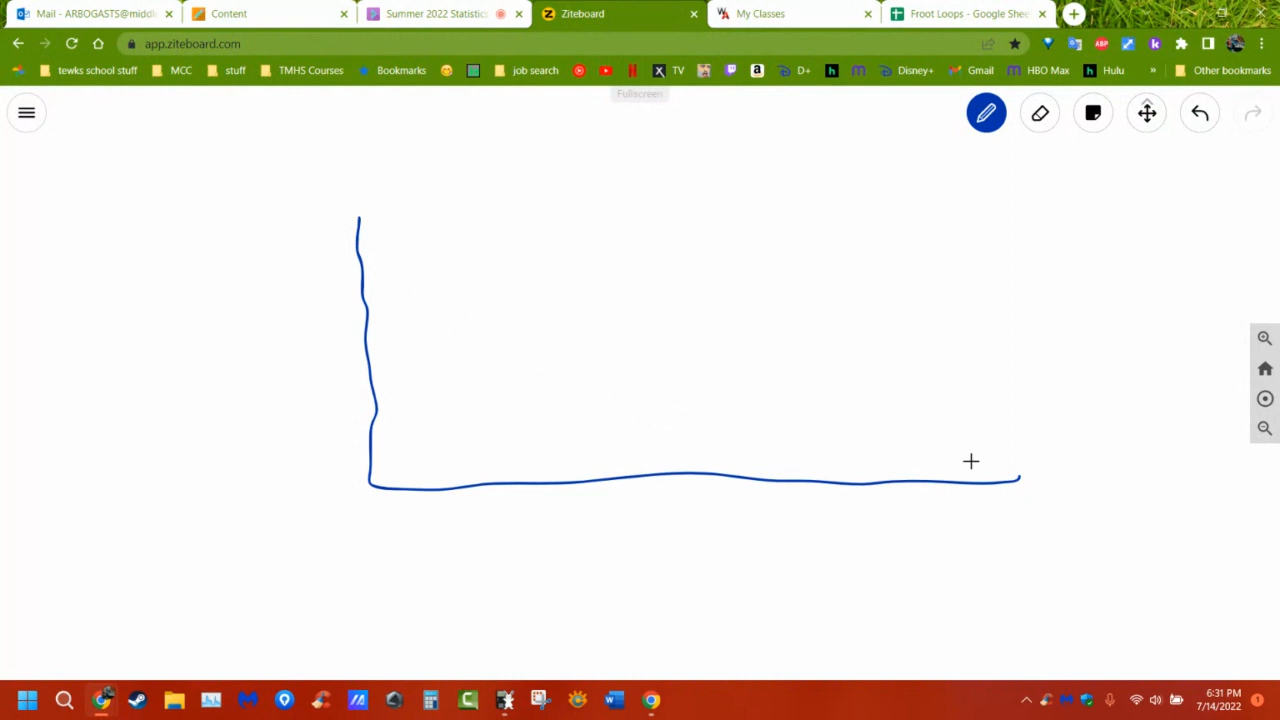 Mail - ARBOGASTS@middl
Content
Summer 2022 Statistics
Ziteboard
My Classes
Froot Loops - Google Shee
app.ziteboard.com
ABP
tewks school stuff
MCC
stuff
TMHS Courses
Bookmarks
job search
TV
D+
Disney+
Gmail
HBO Max
Hulu
»
Other bookmarks
Fullscreen
6:31 PM
7/14/2022